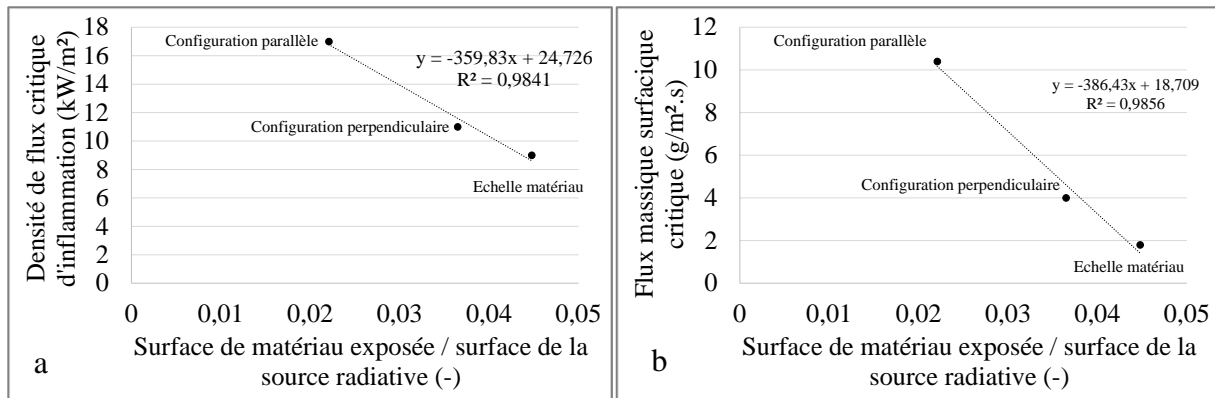 Densité de flux critique
d'inflammation (kW/m²)
18
16
14
12
10
8
6
4
2
0
Configuration parallèle
y = -359,83x + 24,726
R² = 0,9841
Configuration perpendiculaire
Echelle matériau
0
0,01
0,02
0,03
0,04
0,05
Surface de matériau exposée / surface de la
source radiative (-)
a
Flux massique surfacique
critique (g/m².s)
12
10
8
6
4
2
0
Configuration parallèle
y = -386,43x + 18,709
R² = 0,9856
Configuration perpendiculaire
Echelle matériau
0
0,01
0,02
0,03
0,04
0,05
Surface de matériau exposée / surface de la
source radiative (-)
b